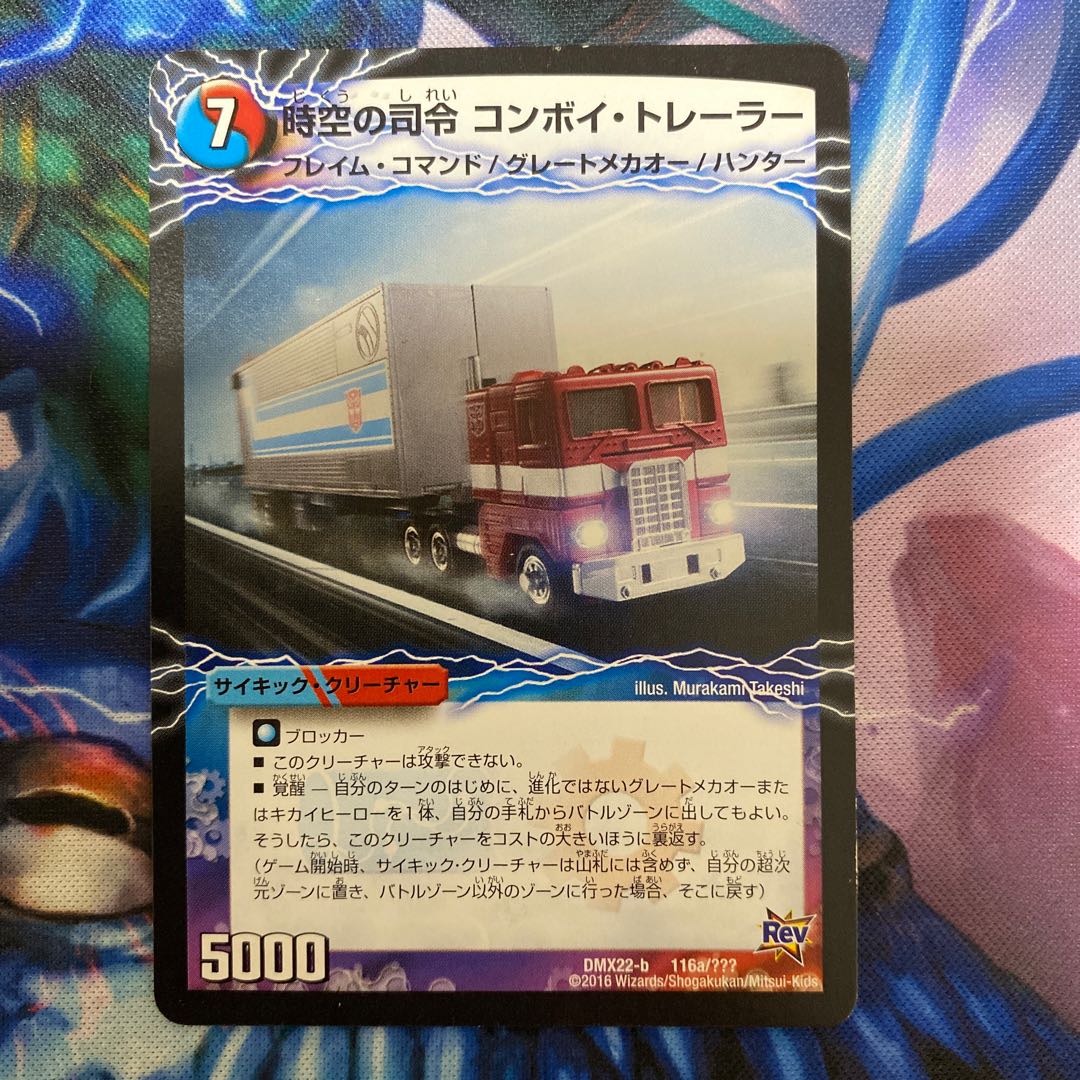 7
時空の司令 コンボイ・トレーラー
フレイム・コマンド / グレートメカオー / ハンター
サイキック・クリーチャー
illus. Murakami Takeshi
ブロッカー
■ このクリーチャーは攻撃できない。
■ 覚醒 — 自分のターンのはじめに、進化ではないグレートメカオーまた
はキカイヒーローを1体、自分の手札からバトルゾーンに出してもよい。
そうしたら、このクリーチャーをコストの大きいほうに裏返す。
(ゲーム開始時、サイキック・クリーチャーは山札には含めず、自分の超次
元ゾーンに置き、バトルゾーン以外のゾーンに行った場合、そこに戻す)
Rev
5000
DMX22-b 116a/???
©2016 Wizards/Shogakukan/Mitsui-Kids